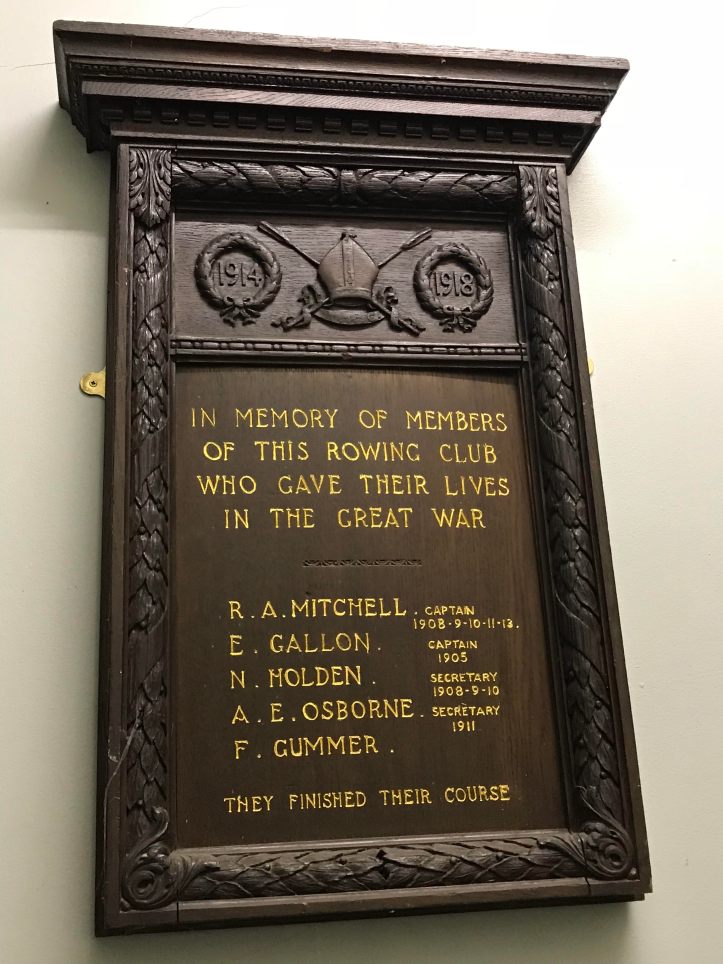 1914 1918
IN MEMORY OF MEMBERS
OF THIS ROWING CLUB
WHO GAVE THEIR LIVES
IN THE GREAT WAR
R. A. MITCHELL. CAPTAIN
1908-9-10-11-13.
E. GALLON. CAPTAIN
1905
N. HOLDEN. SECRETARY
1908-9-10
A. E. OSBORNE. SECRETARY
1911
F. GUMMER.
THEY FINISHED THEIR COURSE